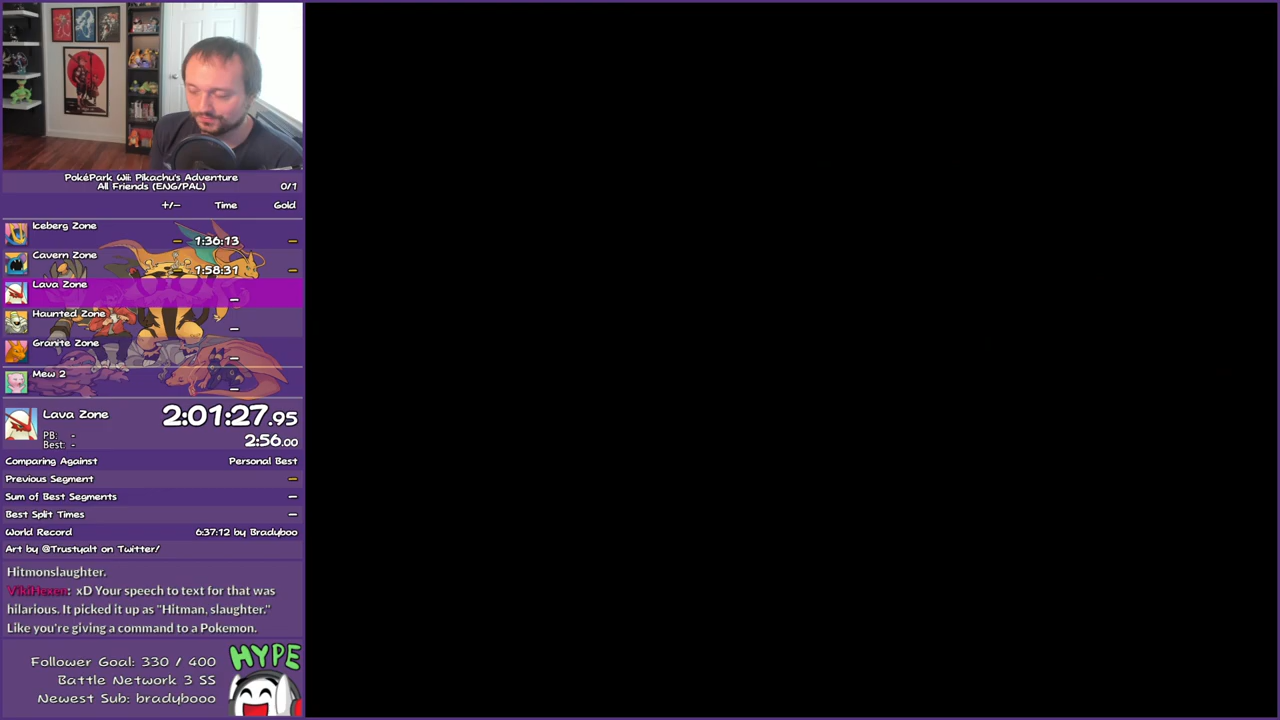 PokéPark Wii: Pikachu's Adventure
All Friends (ENG/PAL) 0/1
+/- Time Gold
Iceberg Zone
– 1:36:13 –
Cavern Zone
– 1:58:31 –
Lava Zone
–
Haunted Zone
–
Granite Zone
–
Mew 2
–
Lava Zone 2:01:27.95
PB: -
Best: - 2:56.00
Comparing Against Personal Best
Previous Segment –
Sum of Best Segments –
Best Split Times –
World Record 6:37:12 by Bradyboo
Art by @Trustyalt on Twitter/
Hitmonslaughter.
VikiHexen: xD Your speech to text for that was
hilarious. It picked it up as "Hitman, slaughter."
Like you're giving a command to a Pokemon.
Follower Goal: 330 / 400
Battle Network 3 SS
Newest Sub: bradybooo
HYPE